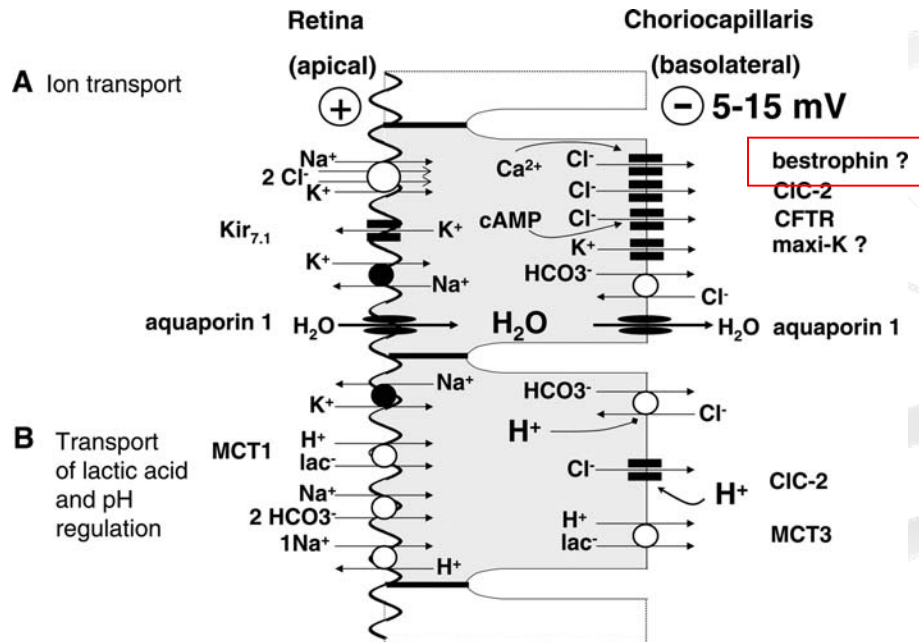 Retina
Choriocapillaris
(apical)
(basolateral)
A Ion transport
+
− 5-15 mV
Na⁺
2 Cl⁻
K⁺
Ca²⁺
Cl⁻
bestrophin ?
Cl⁻
ClC-2
cAMP
Cl⁻
CFTR
Kir7.1
K⁺
K⁺
maxi-K ?
K⁺
Na⁺
HCO3⁻
Cl⁻
aquaporin 1
H₂O
H₂O
H₂O
aquaporin 1
Na⁺
K⁺
HCO3⁻
Cl⁻
H⁺
B Transport
of lactic acid
and pH
regulation
MCT1
H⁺
lac⁻
Na⁺
2 HCO3⁻
1Na⁺
H⁺
Cl⁻
ClC-2
H⁺
H⁺
lac⁻
MCT3